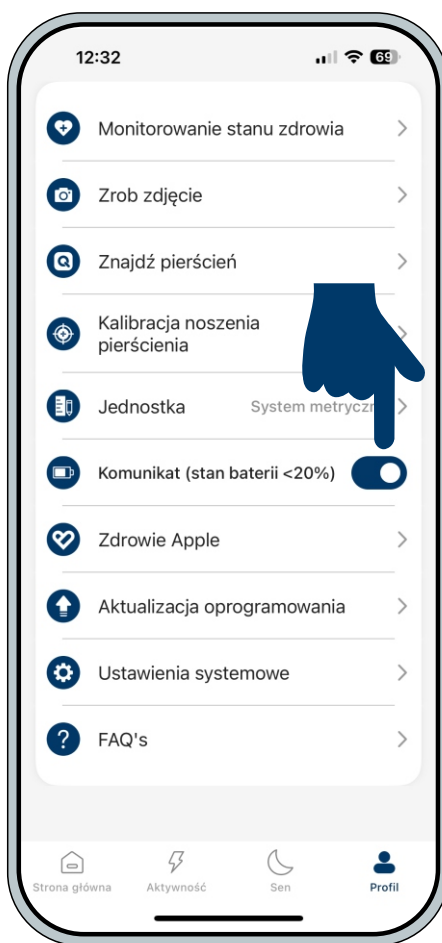 12:32
69
Monitorowanie stanu zdrowia
Zrob zdjęcie
Znajdź pierścień
Kalibracja noszenia
pierścienia
Jednostka System
Komunikat (stan baterii <20%)
Zdrowie Apple
Aktualizacja oprogramowania
Ustawienia systemowe
? FAQ's
Strona główna Aktywność Sen Profil